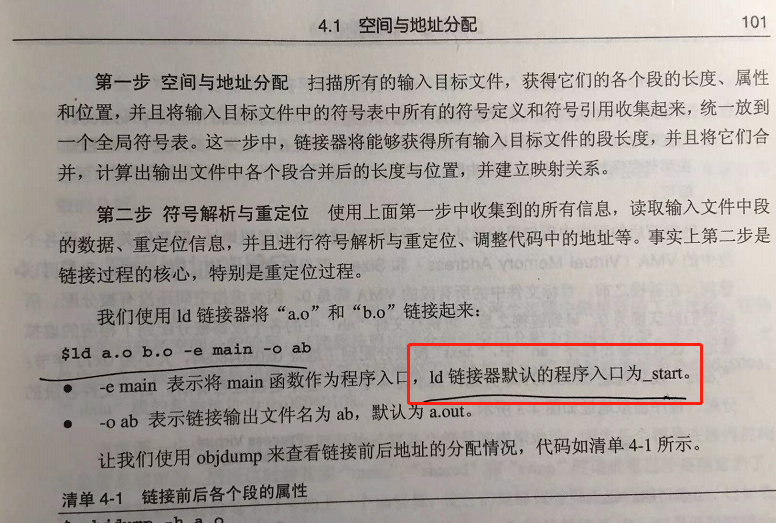 4.1 空间与地址分配 101
第一步 空间与地址分配 扫描所有的输入目标文件，获得它们的各个段的长度、属性
和位置，并且将输入目标文件中的符号表中所有的符号定义和符号引用收集起来，统一放到
一个全局符号表。这一步中，链接器将能够获得所有输入目标文件的段长度，并且将它们合
并，计算出输出文件中各个段合并后的长度与位置，并建立映射关系。
第二步 符号解析与重定位 使用上面第一步中收集到的所有信息，读取输入文件中段
的数据、重定位信息，并且进行符号解析与重定位、调整代码中的地址等。事实上第二步是
链接过程的核心，特别是重定位过程。
我们使用 ld 链接器将“a.o”和“b.o”链接起来：
$ld a.o b.o -e main -o ab
● -e main 表示将 main 函数作为程序入口，ld 链接器默认的程序入口为_start。
● -o ab 表示链接输出文件名为 ab，默认为 a.out。
让我们使用 objdump 来查看链接前后地址的分配情况，代码如清单 4-1 所示。
清单 4-1 链接前后各个段的属性